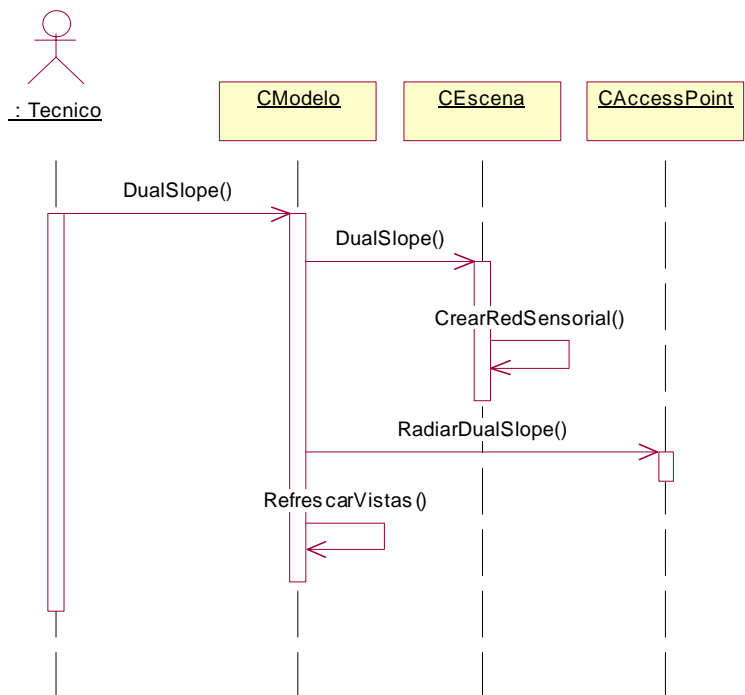 : Tecnico
CModelo
CEscena
CAccessPoint
DualSlope()
DualSlope()
CrearRedSensorial()
RadiarDualSlope()
RefrescarVistas()